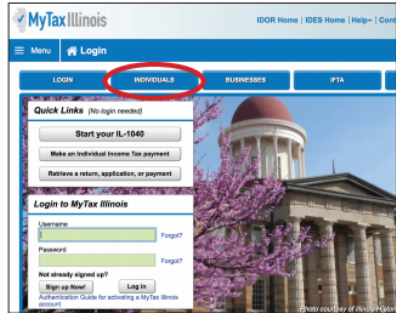 MyTax Illinois
IDOR Home | IDES Home | Help | Cont
Menu Login
LOGIN INDIVIDUALS BUSINESSES IFTA
Quick Links (No login needed)
Start your IL-1040
Make an Individual Income Tax payment
Retrieve a return, application, or payment
Login to MyTax Illinois
Username
Forgot?
Password
Forgot?
Not already signed up?
Sign up Now! Log In
Authentication Guide for activating a MyTax Illinois
account
Photo courtesy of Illinois Histor